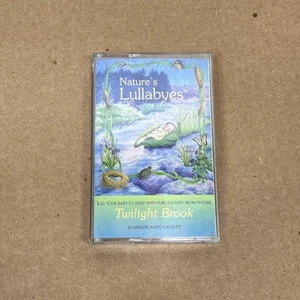 Nature's
Lullabyes
LULL YOUR BABY TO SLEEP WITH PURE SOUNDS FROM NATURE
Twilight Brook
60 MINUTE AUDIO CASSETTE